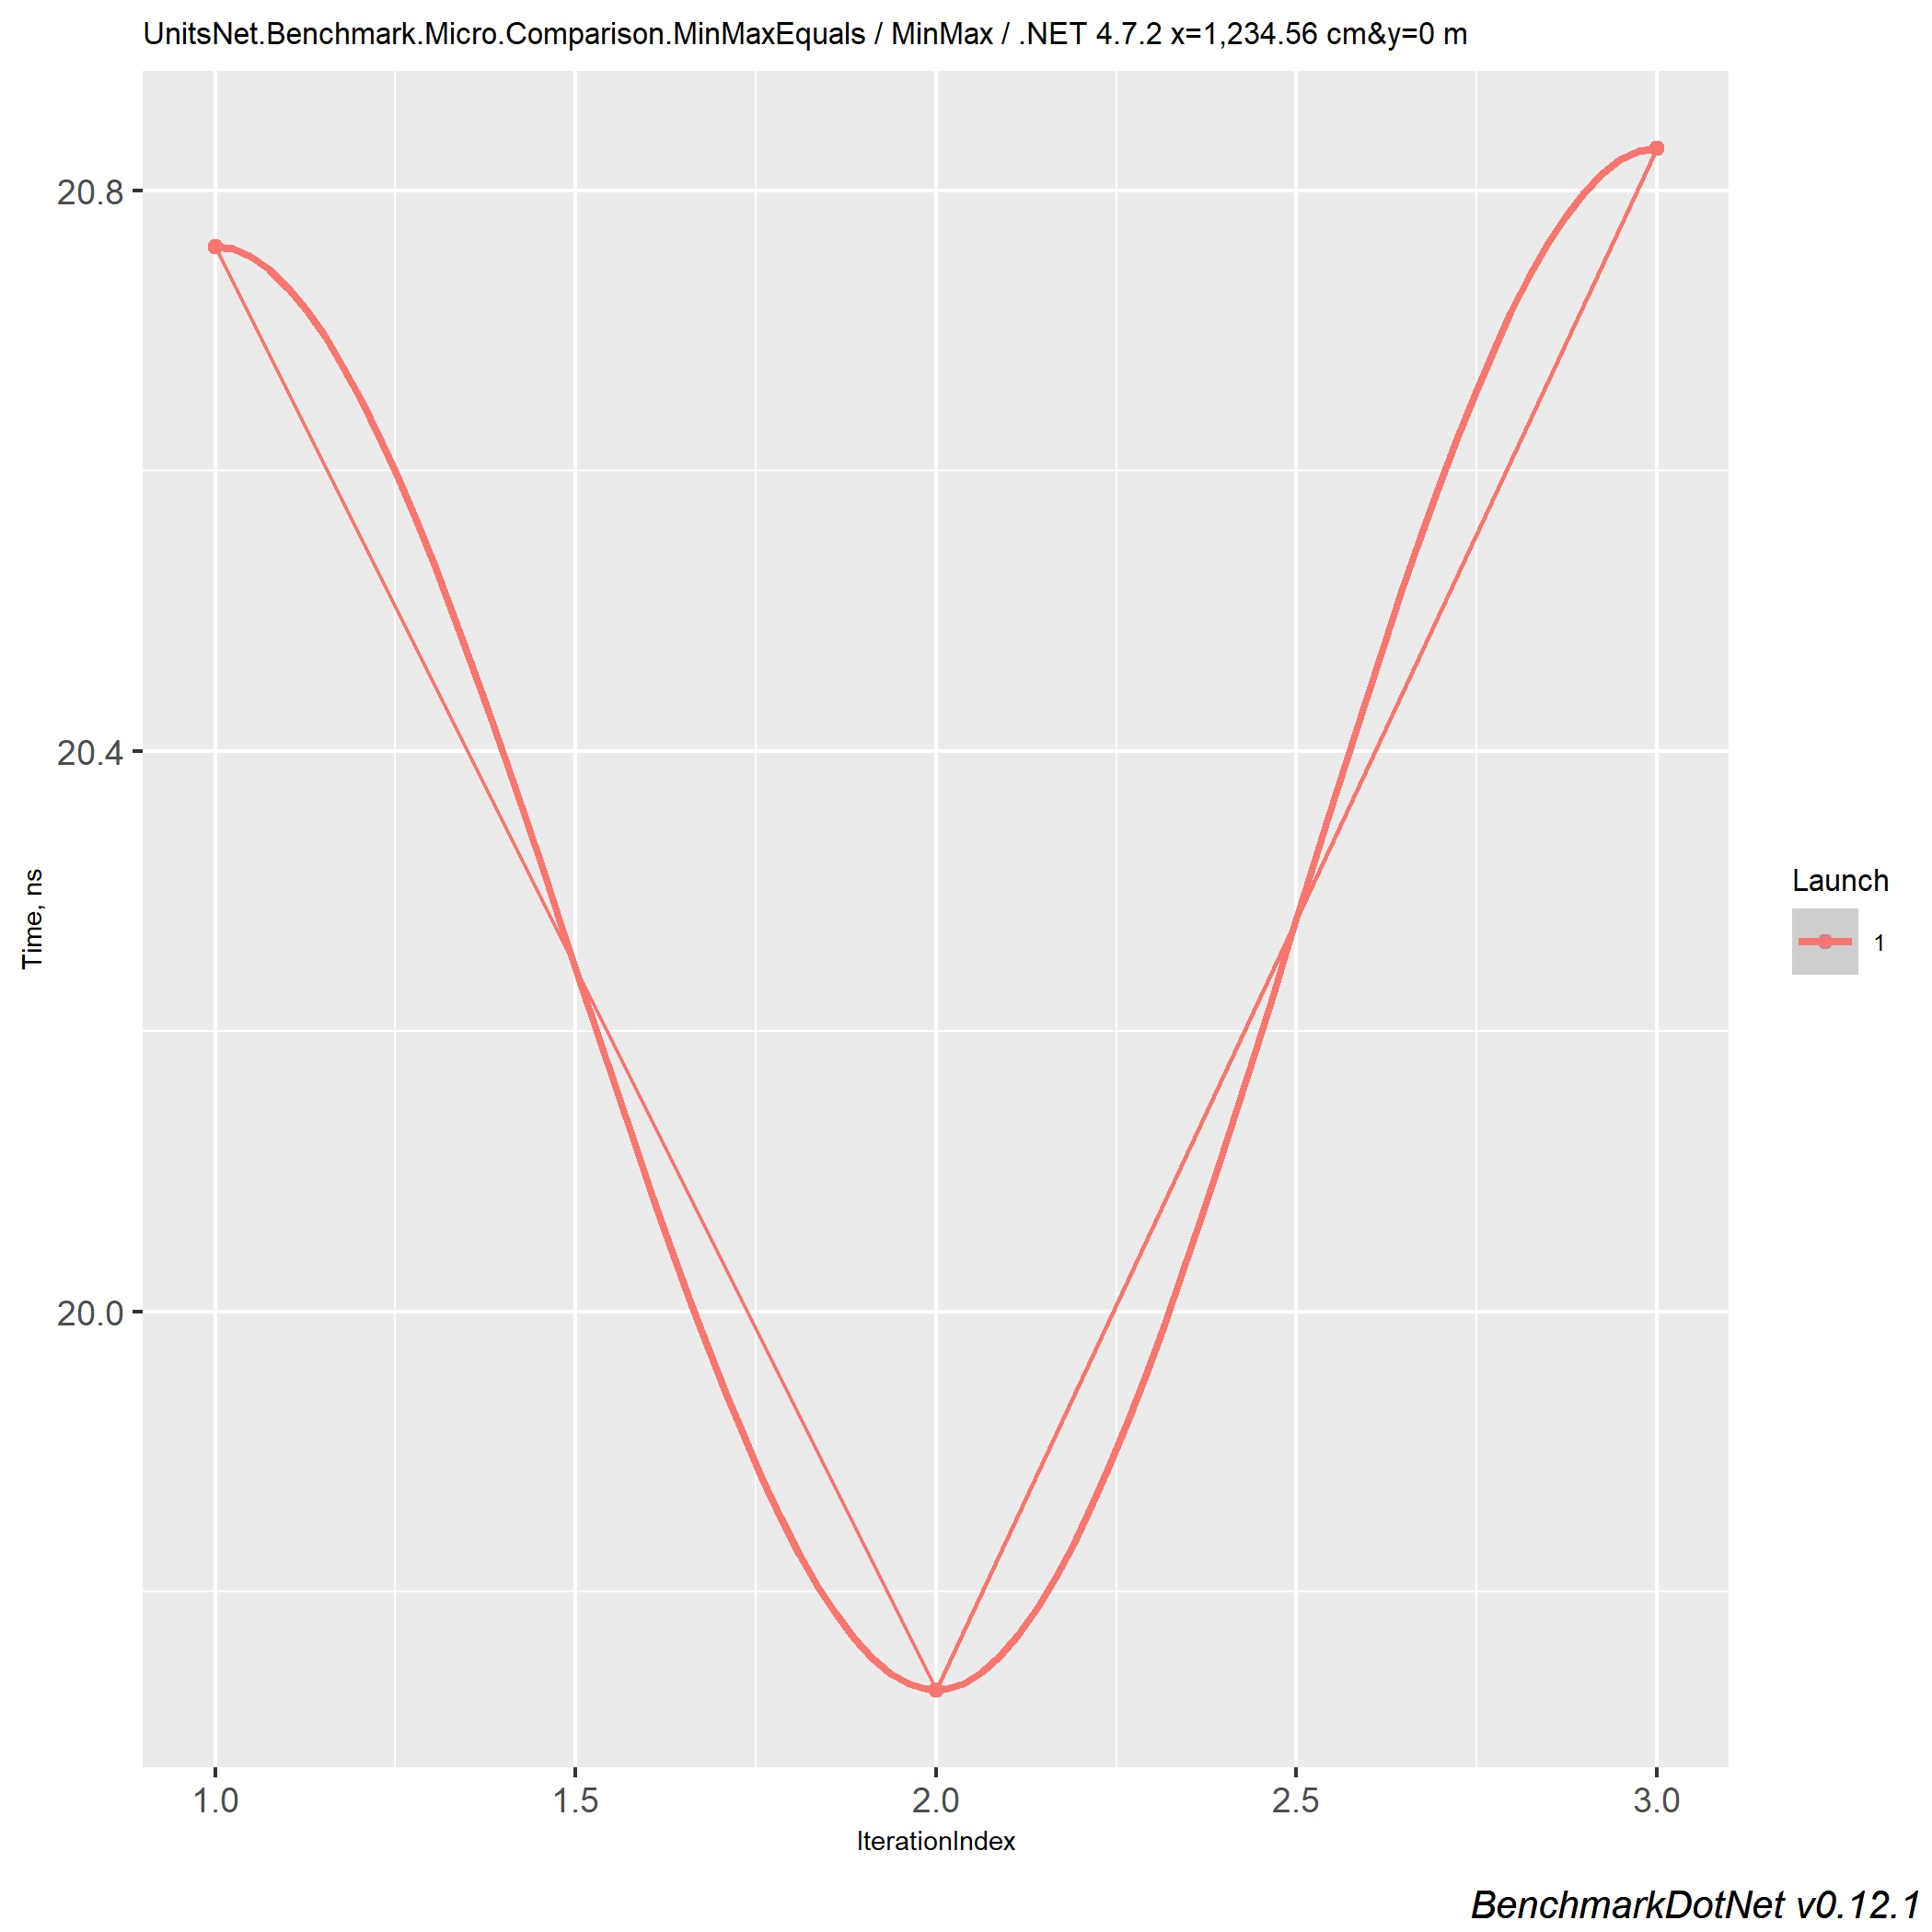 UnitsNet.Benchmark.Micro.Comparison.MinMaxEquals / MinMax / .NET 4.7.2 x=1,234.56 cm&y=0 m
20.8
20.4
20.0
Time, ns
1.0 1.5 2.0 2.5 3.0
IterationIndex
Launch
1
BenchmarkDotNet v0.12.1